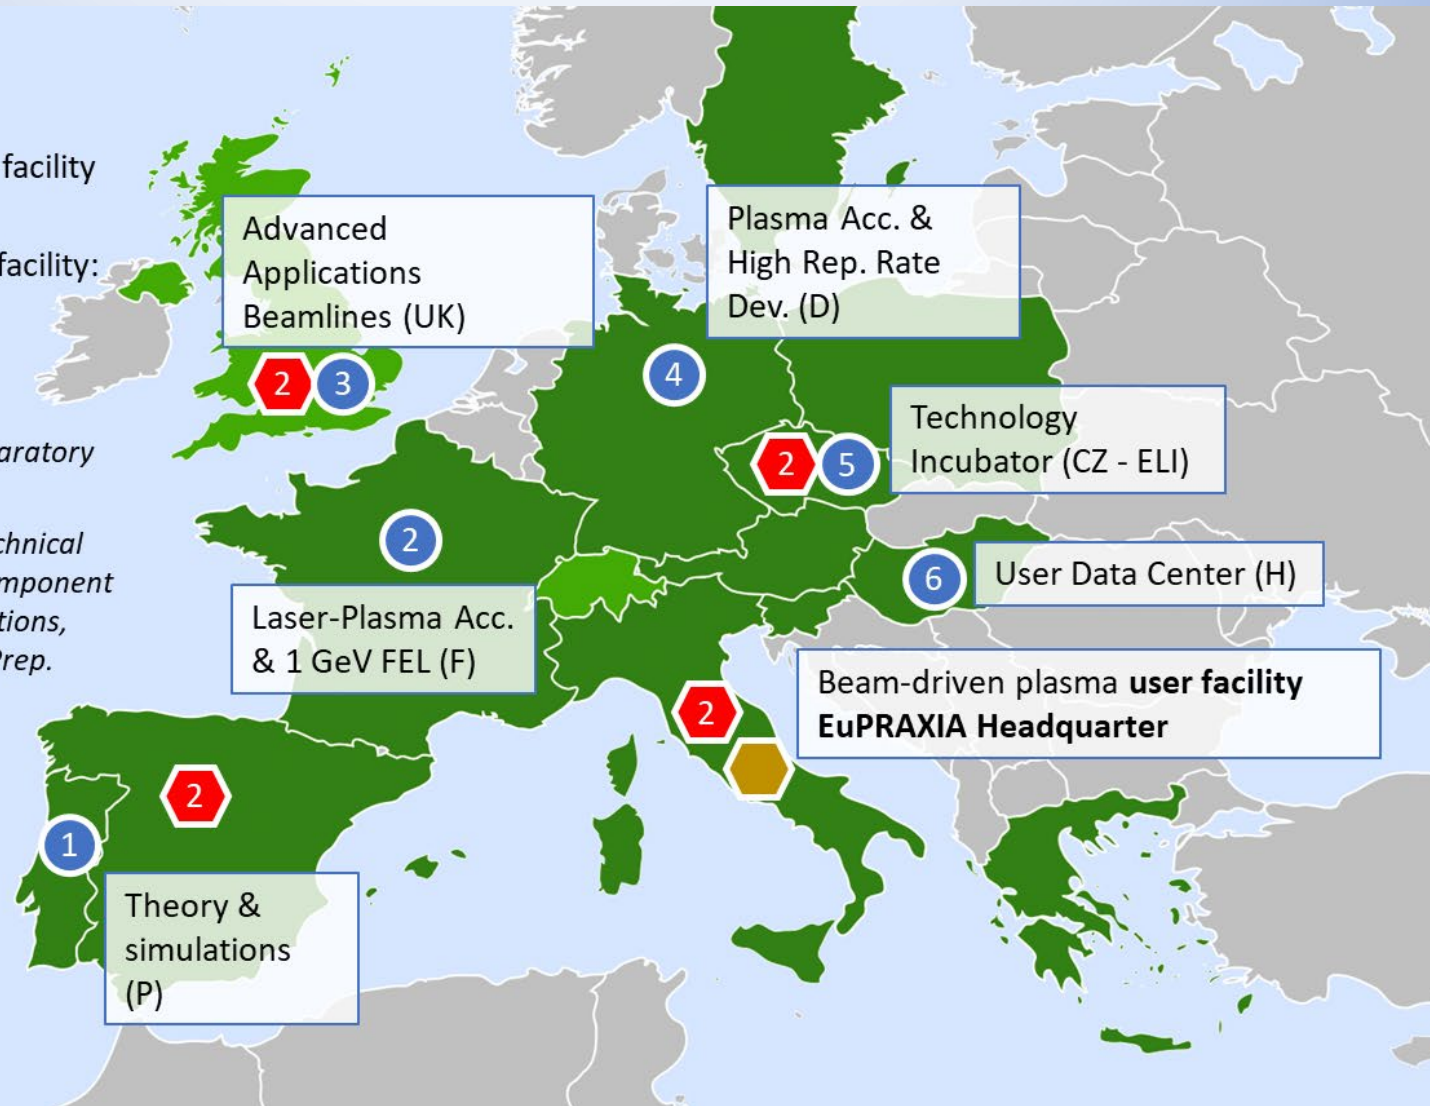 facility
facility:
Advanced
Applications
Beamlines (UK)
Plasma Acc. &
High Rep. Rate
Dev. (D)
2
3
4
Technology
Incubator (CZ - ELI)
2
5
aratory
chnical
mponent
tions,
Prep.
2
6
User Data Center (H)
Laser-Plasma Acc.
& 1 GeV FEL (F)
Beam-driven plasma user facility
EuPRAXIA Headquarter
2
2
1
Theory &
simulations
(P)